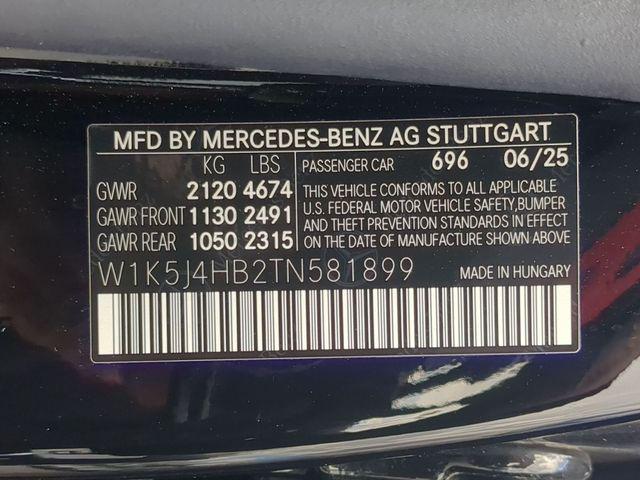 MFD BY MERCEDES-BENZ AG STUTTGART
KG LBS PASSENGER CAR 696 06/25
GVWR 2120 4674
GAWR FRONT 1130 2491
GAWR REAR 1050 2315
THIS VEHICLE CONFORMS TO ALL APPLICABLE
U.S. FEDERAL MOTOR VEHICLE SAFETY,BUMPER
AND THEFT PREVENTION STANDARDS IN EFFECT
ON THE DATE OF MANUFACTURE SHOWN ABOVE
W1K5J4HB2TN581899 MADE IN HUNGARY